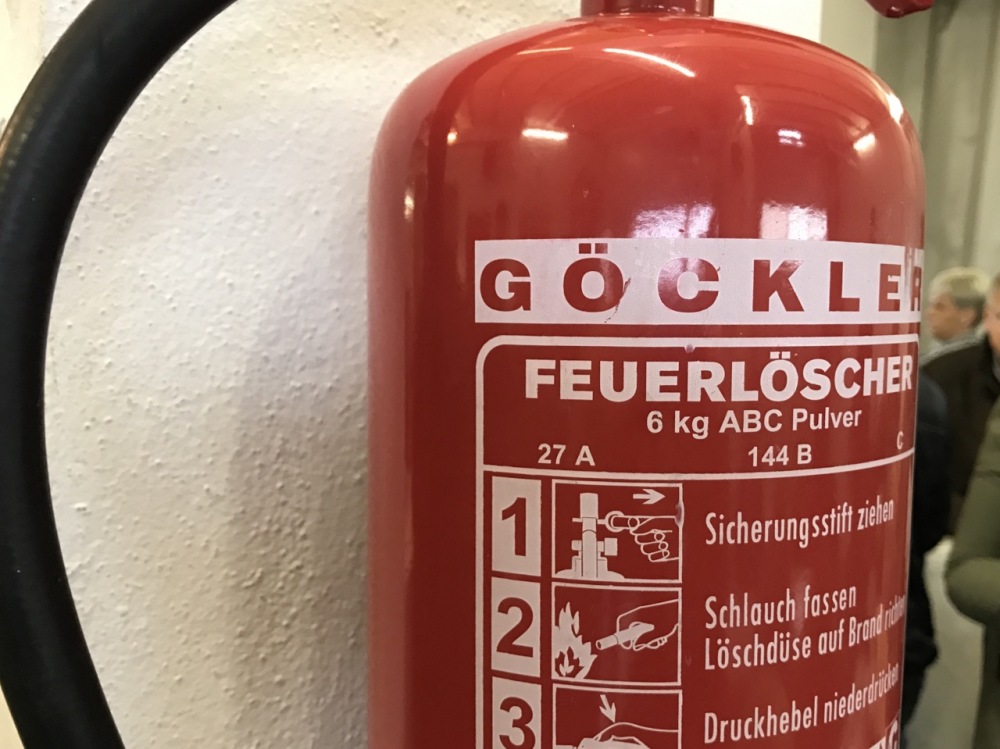 GÖCKLER
FEUERLÖSCHER
6 kg ABC Pulver
27 A 144 B C
1 Sicherungsstift ziehen
2 Schlauch fassen
Löschdüse auf Brand richten
3 Druckhebel niederdrücken